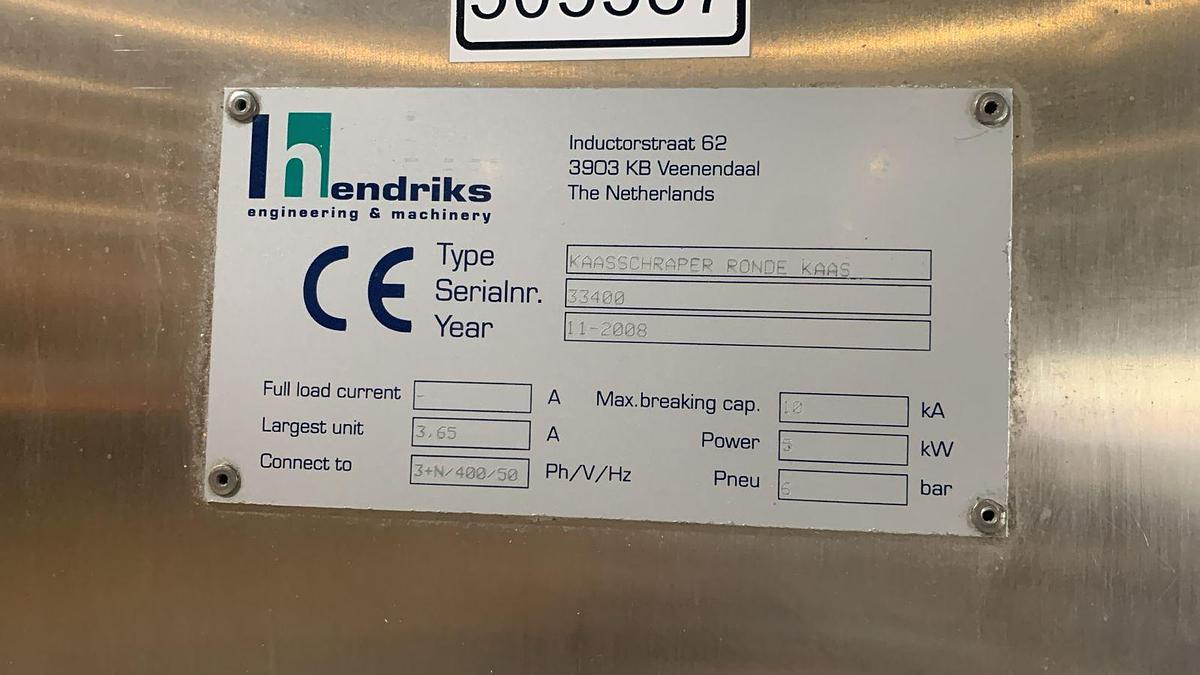 hendriks
engineering & machinery
Inductorstraat 62
3903 KB Veenendaal
The Netherlands
CE
Type KAASSCHRAPER RONDE KAAS
Serialnr. 33400
Year 11-2008
Full load current - A
Largest unit 3,65 A
Connect to 3+N/400/50 Ph/V/Hz
Max.breaking cap. 10 kA
Power 5 kW
Pneu 6 bar